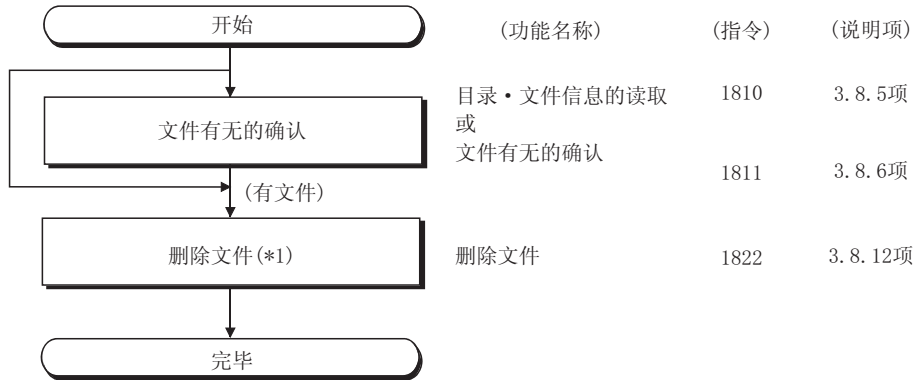 开始 (功能名称) (指令) (说明项)
目录·文件信息的读取 1810 3.8.5项
或
文件有无的确认 文件有无的确认
1811 3.8.6项
(有文件)
删除文件(*1) 删除文件 1822 3.8.12项
完毕